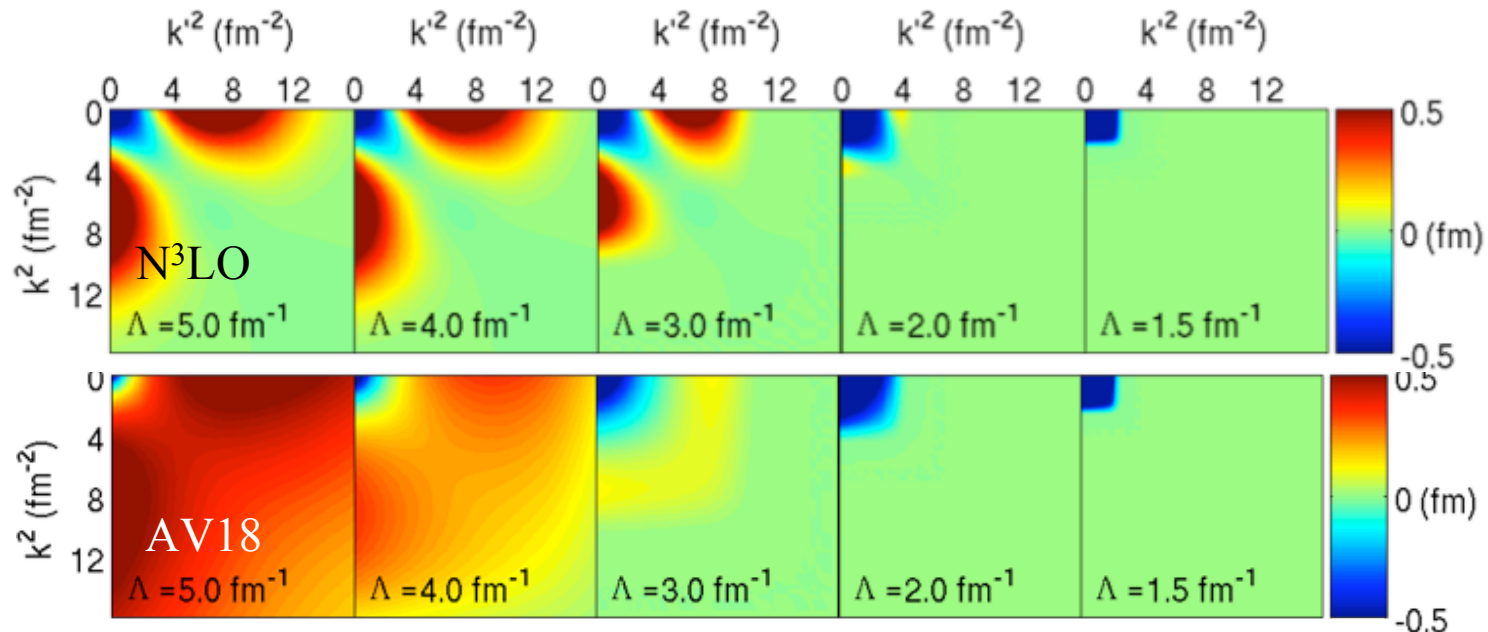 k'² (fm⁻²) k'² (fm⁻²) k'² (fm⁻²) k'² (fm⁻²) k'² (fm⁻²)
0 4 8 12 0 4 8 12 0 4 8 12 0 4 8 12 0 4 8 12
0
4
8
12
k² (fm⁻²)
N³LO
Λ =5.0 fm⁻¹ Λ =4.0 fm⁻¹ Λ =3.0 fm⁻¹ Λ =2.0 fm⁻¹ Λ =1.5 fm⁻¹
0.5
0 (fm)
-0.5
0
4
8
12
k² (fm⁻²)
AV18
Λ =5.0 fm⁻¹ Λ =4.0 fm⁻¹ Λ =3.0 fm⁻¹ Λ =2.0 fm⁻¹ Λ =1.5 fm⁻¹
0.5
0 (fm)
-0.5